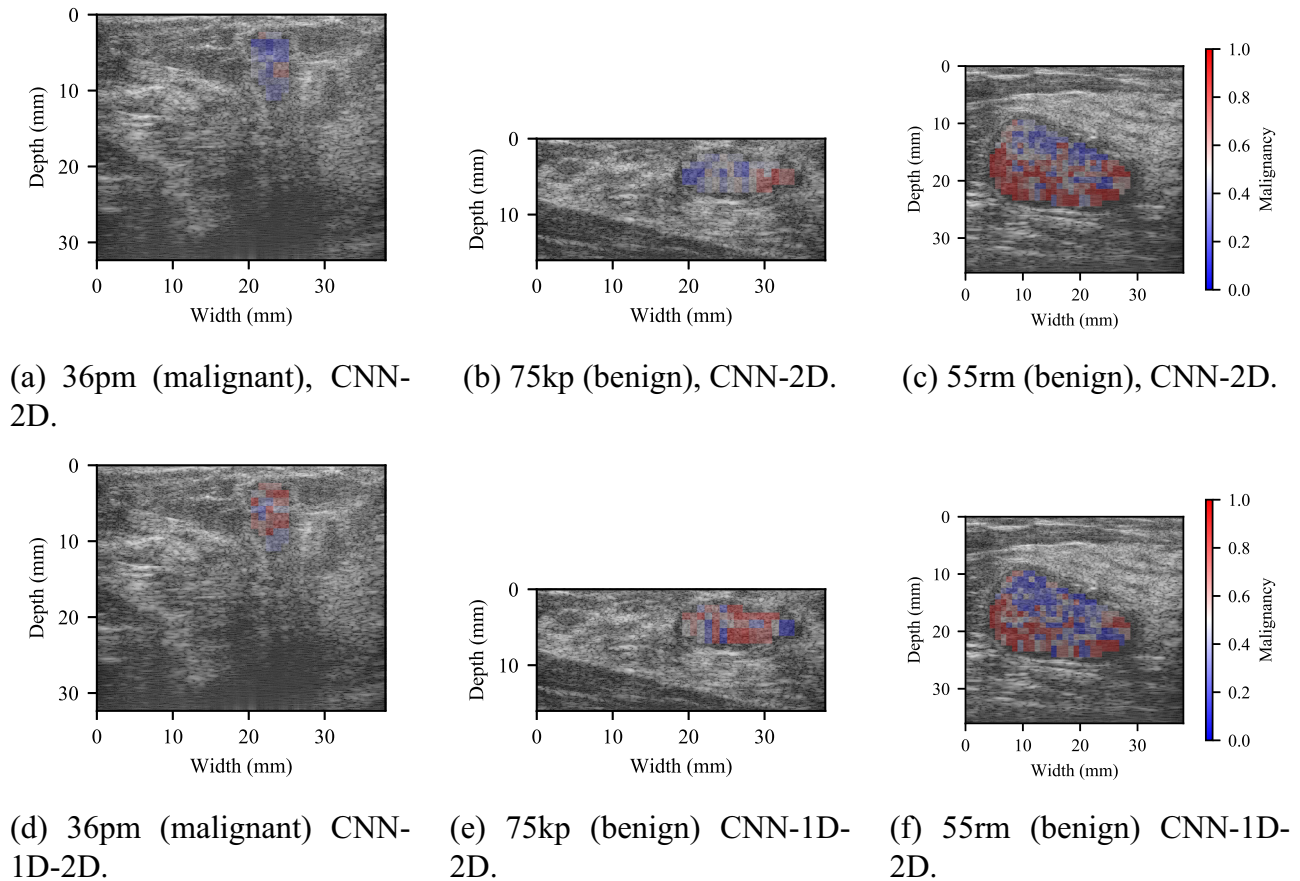 0
10
20
30
Depth (mm)
0
10
20
30
Width (mm)
0
10
Depth (mm)
0
10
20
30
Width (mm)
0
10
20
30
Depth (mm)
0
10
20
30
Width (mm)
1.0
0.8
0.6
0.4
0.2
0.0
Malignancy
(a) 36pm (malignant), CNN-
2D.
(b) 75kp (benign), CNN-2D.
(c) 55rm (benign), CNN-2D.
0
10
20
30
Depth (mm)
0
10
20
30
Width (mm)
0
10
Depth (mm)
0
10
20
30
Width (mm)
0
10
20
30
Depth (mm)
0
10
20
30
Width (mm)
1.0
0.8
0.6
0.4
0.2
0.0
Malignancy
(d) 36pm (malignant) CNN-
1D-2D.
(e) 75kp (benign) CNN-1D-
2D.
(f) 55rm (benign) CNN-1D-
2D.